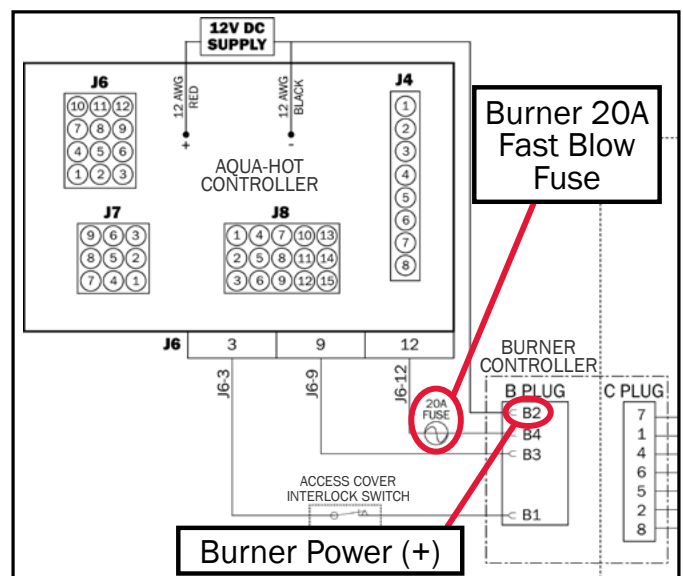 12V DC
SUPPLY
J6
10 11 12
7 8 9
4 5 6
1 2 3
12 AWG
RED
+
12 AWG
BLACK
-
J4
1
2
3
4
5
6
7
8
AQUA-HOT
CONTROLLER
J7
9 6 3
8 5 2
7 4 1
J8
1 4 7 10 13
2 5 8 11 14
3 6 9 12 15
Burner 20A
Fast Blow
Fuse
J6 3 9 12
J6-3
J6-9
J6-12
20A
FUSE
BURNER
CONTROLLER
B PLUG
B2
B4
B3
B1
C PLUG
7
1
4
6
5
2
8
ACCESS COVER
INTERLOCK SWITCH
Burner Power (+)